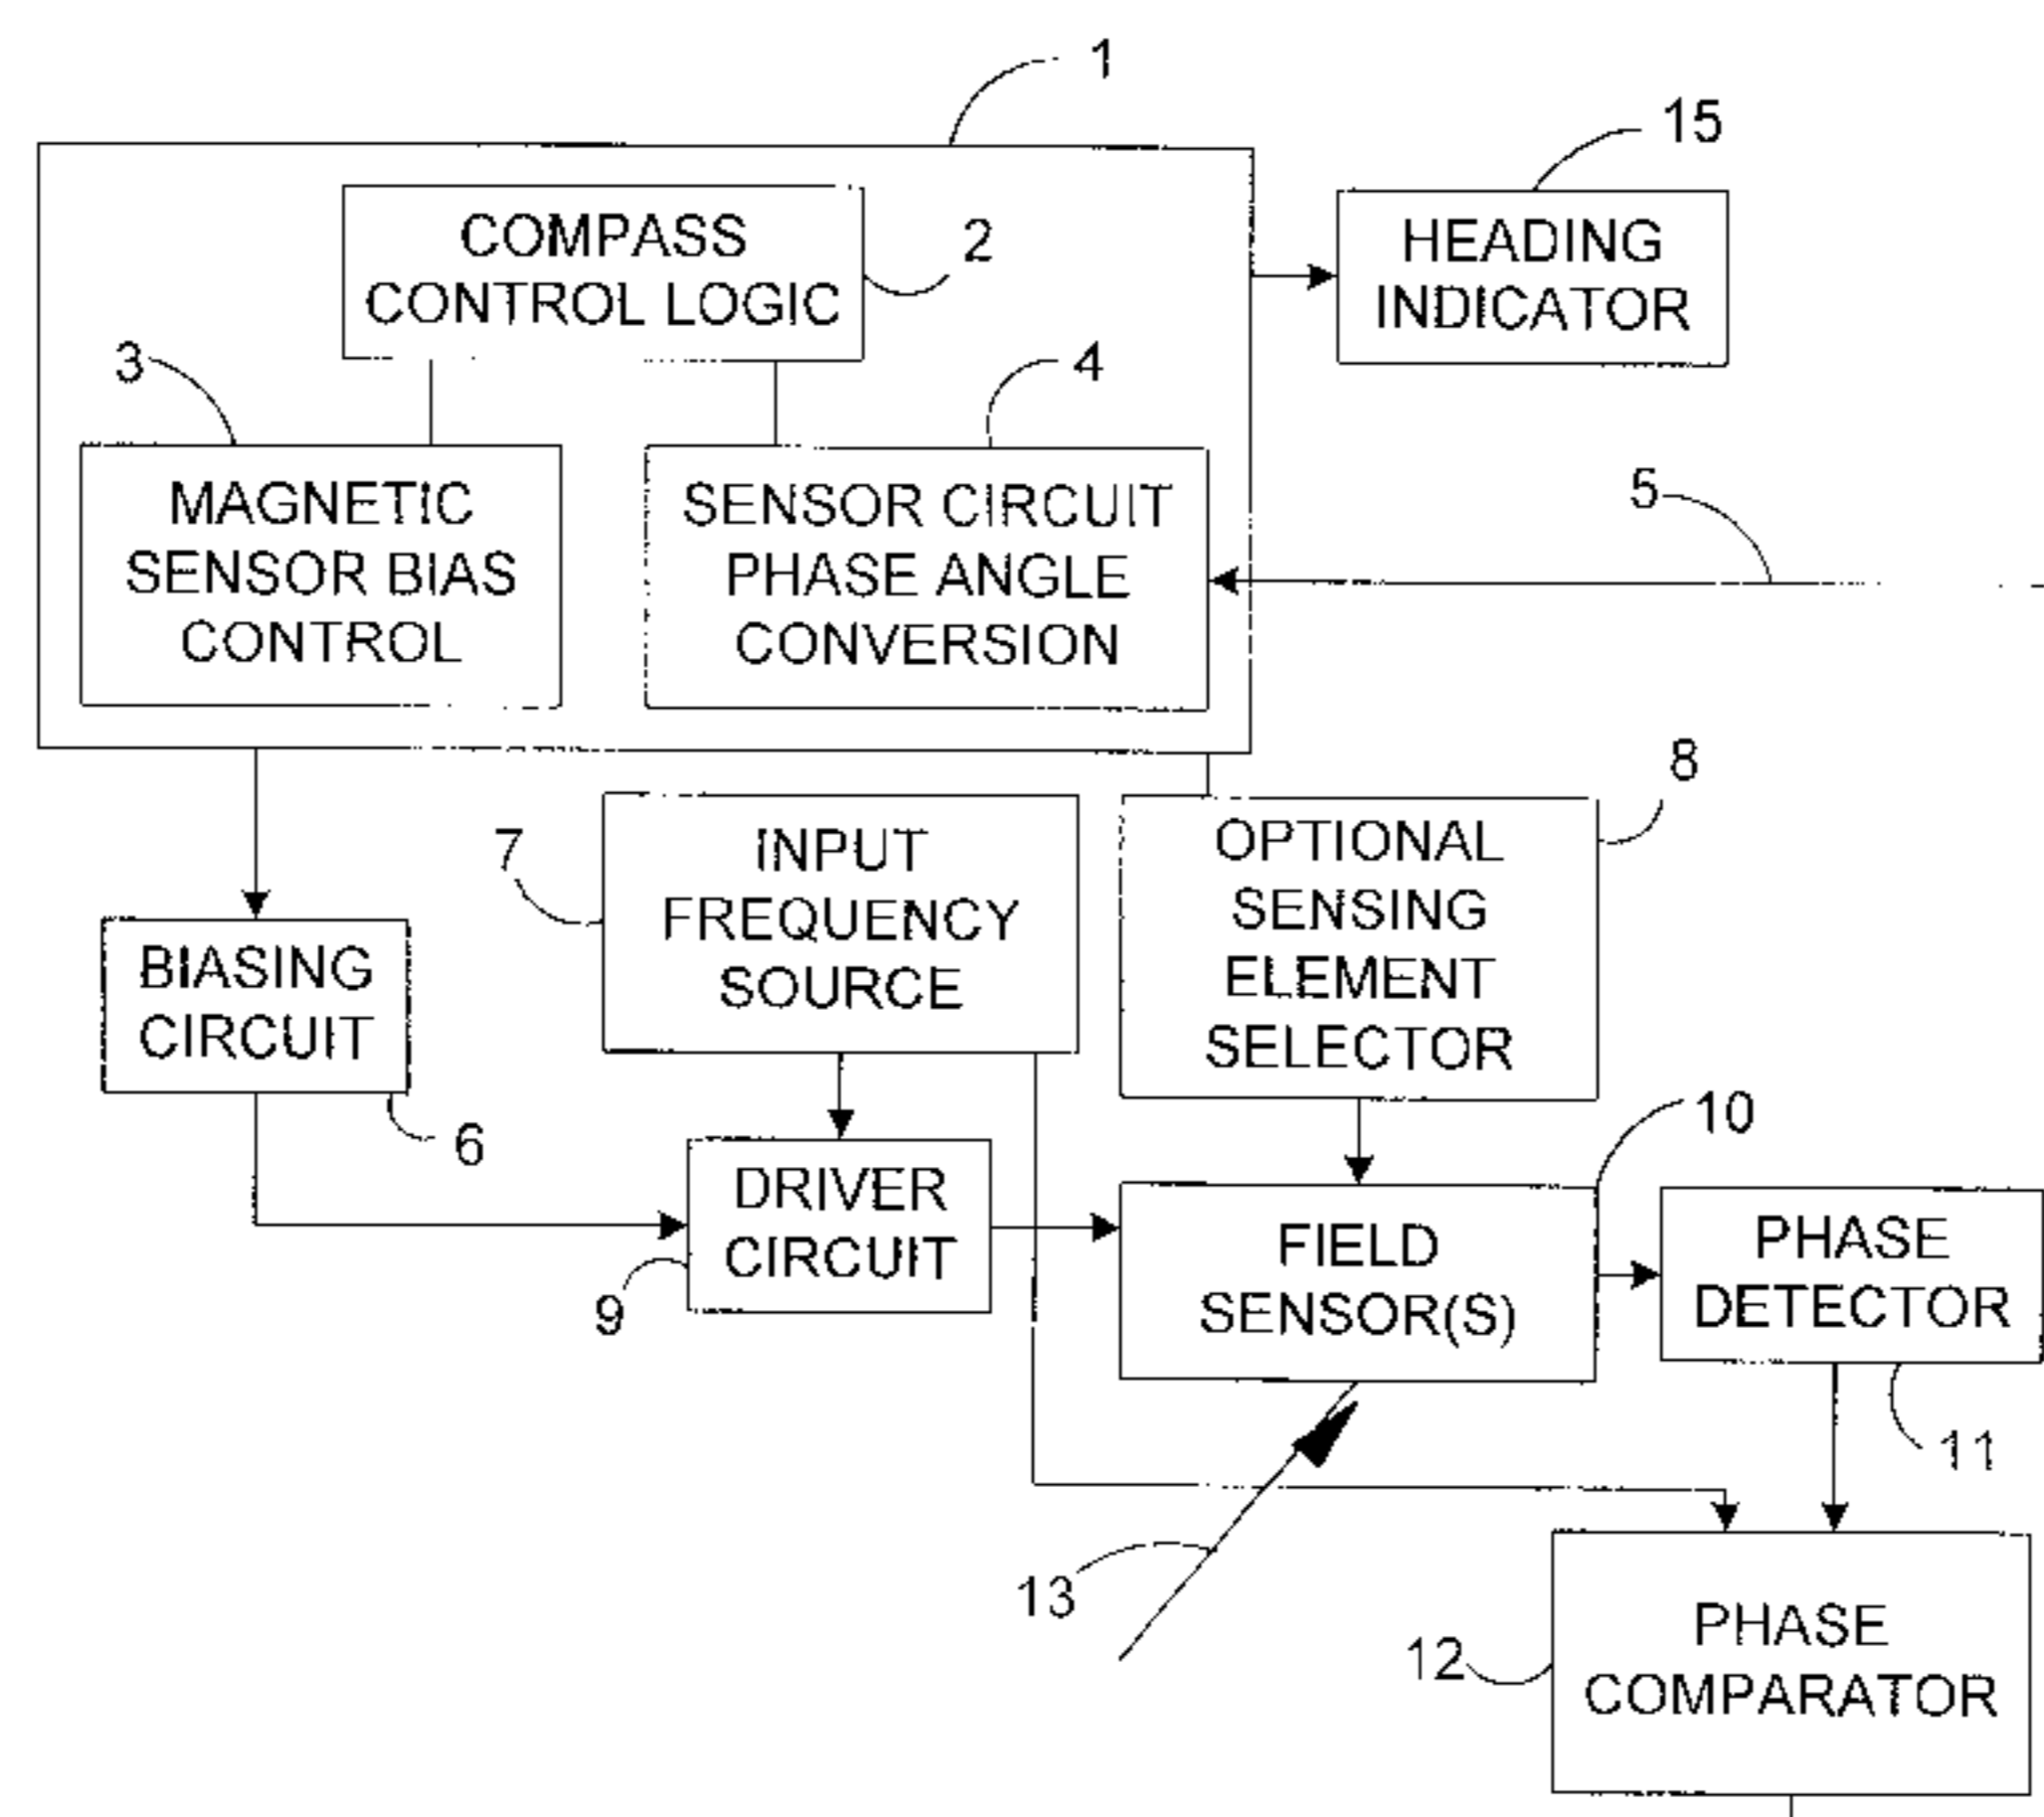 1
15
COMPASS
CONTROL LOGIC
2
HEADING
INDICATOR
3
4
MAGNETIC
SENSOR BIAS
CONTROL
SENSOR CIRCUIT
PHASE ANGLE
CONVERSION
5
8
7
INPUT
FREQUENCY
SOURCE
OPTIONAL
SENSING
ELEMENT
SELECTOR
BIASING
CIRCUIT
6
10
DRIVER
CIRCUIT
9
FIELD
SENSOR(S)
PHASE
DETECTOR
11
13
12
PHASE
COMPARATOR